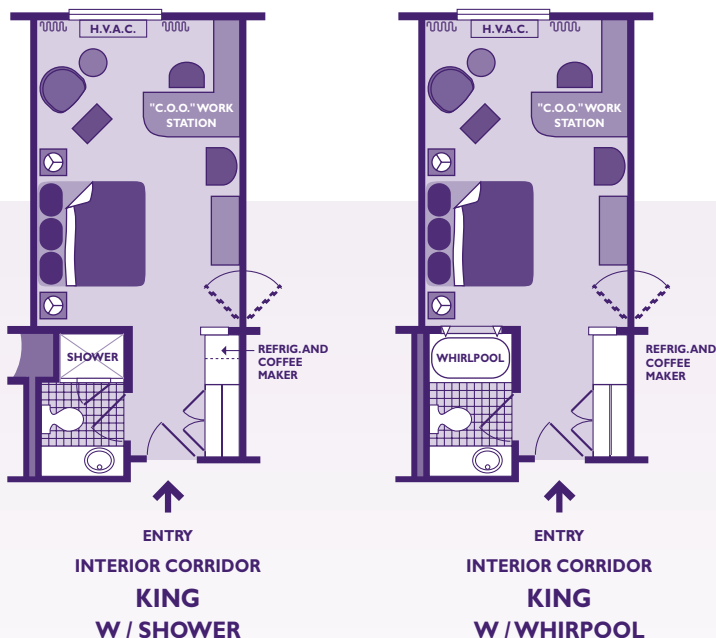 H.V.A.C.
"C.O.O." WORK
STATION
SHOWER
REFRIG. AND
COFFEE
MAKER
ENTRY
INTERIOR CORRIDOR
KING
W / SHOWER
H.V.A.C.
"C.O.O." WORK
STATION
WHIRLPOOL
REFRIG. AND
COFFEE
MAKER
ENTRY
INTERIOR CORRIDOR
KING
W / WHIRPOOL